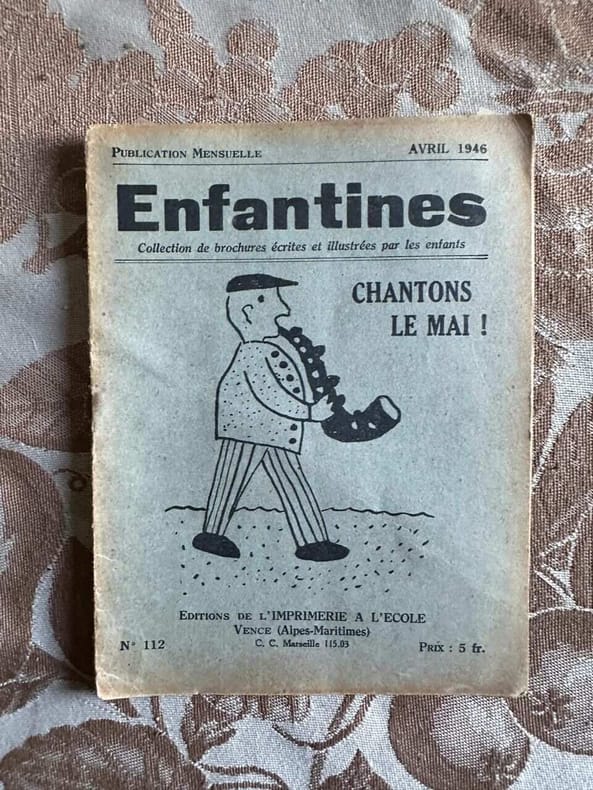 PUBLICATION MENSUELLE AVRIL 1946
Enfantines
Collection de brochures écrites et illustrées par les enfants
CHANTONS
LE MAI !
EDITIONS DE L'IMPRIMERIE A L'ECOLE
VENCE (Alpes-Maritimes)
C. C. Marseille 115.03
N° 112 PRIX : 5 fr.